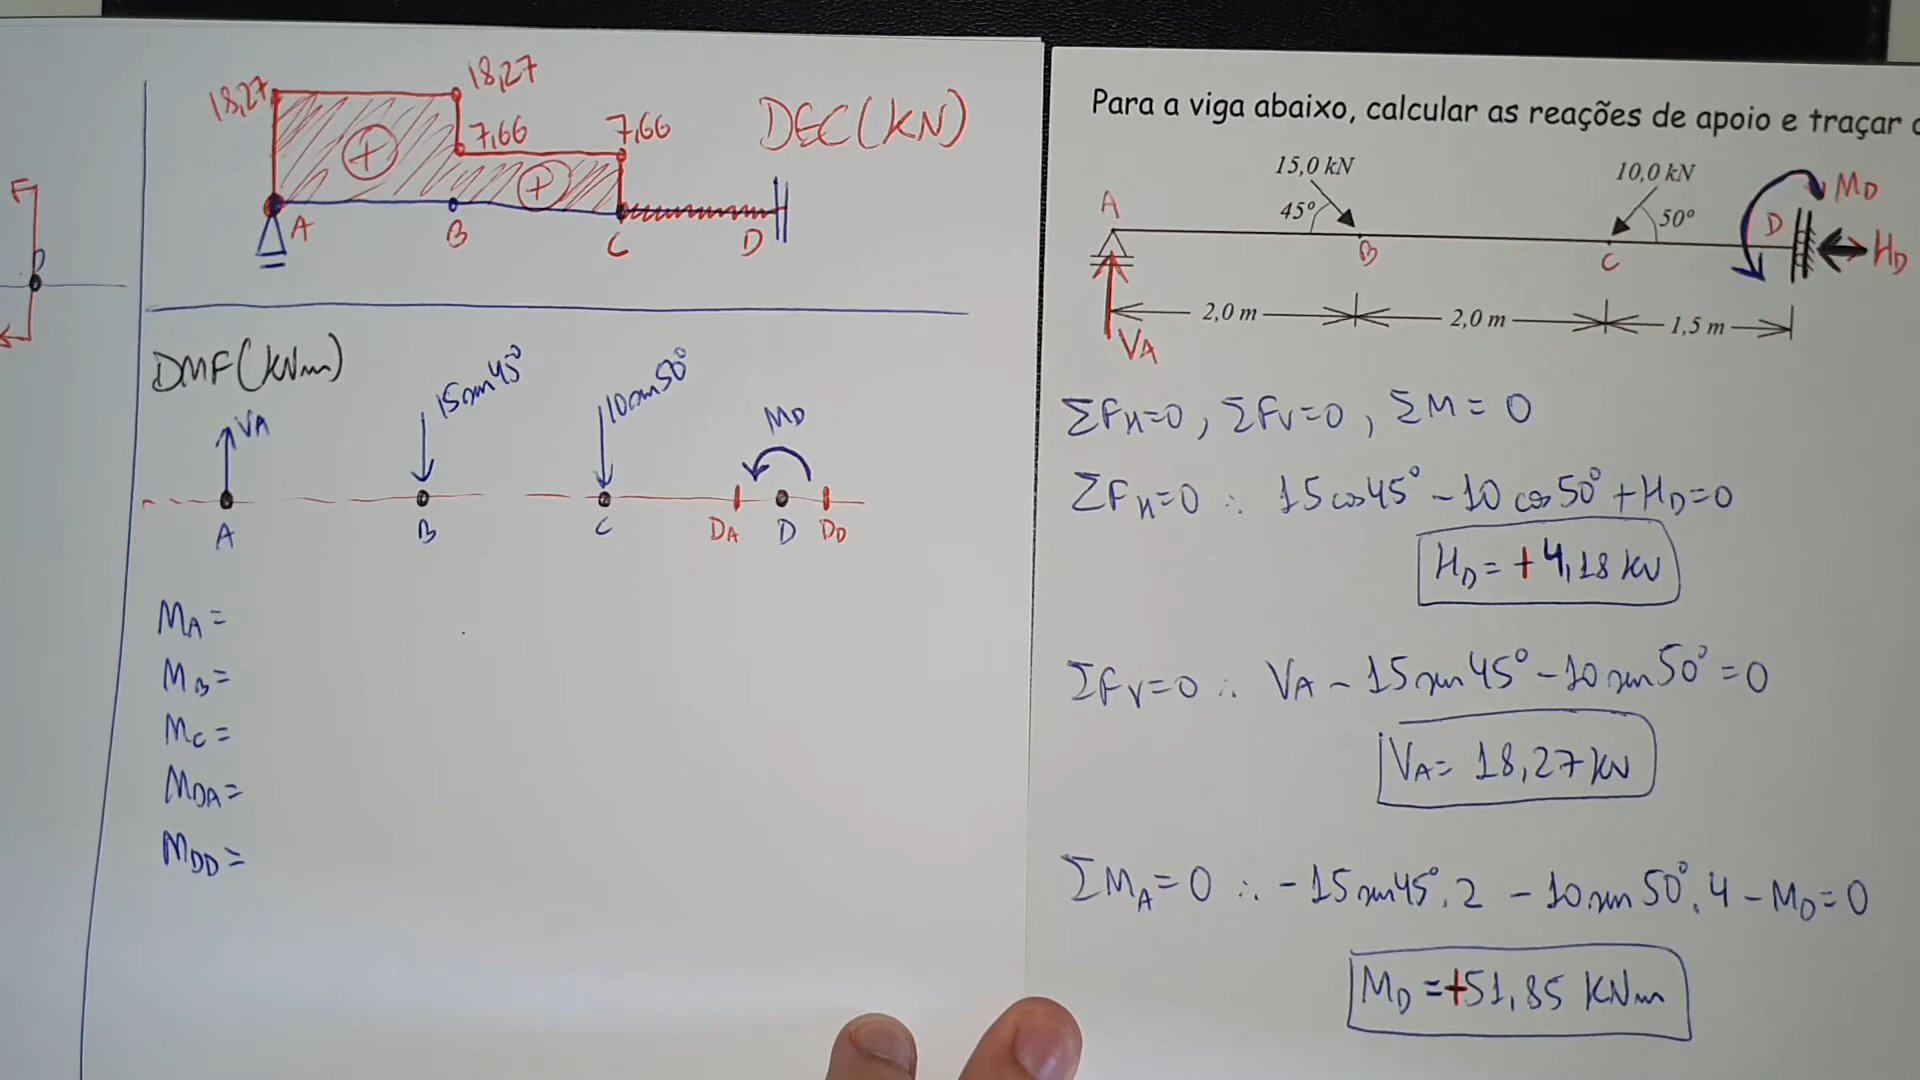 18,27
18,27
7,66
7,66
DEC(KN)
+
+
A
B
C
D
F
DMF(KNm)
VA
15sen45°
10sen50°
MD
A
B
C
DA
D
DD
MA=
MB=
MC=
MDA=
MDD=
Para a viga abaixo, calcular as reações de apoio e traçar
15,0 kN
10,0 kN
MD
A
45°
50°
D
HD
B
C
2,0 m
2,0 m
1,5 m
VA
ΣFH=0, ΣFV=0, ΣM=0
ΣFH=0 ∴ 15cos45° - 10cos50° + HD=0
HD= +4,18 KN
ΣFV=0 ∴ VA - 15sen45° - 10sen50° = 0
VA= 18,27 KN
ΣMA=0 ∴ -15sen45°.2 - 10sen50°.4 - MD=0
MD =+51,85 KNm